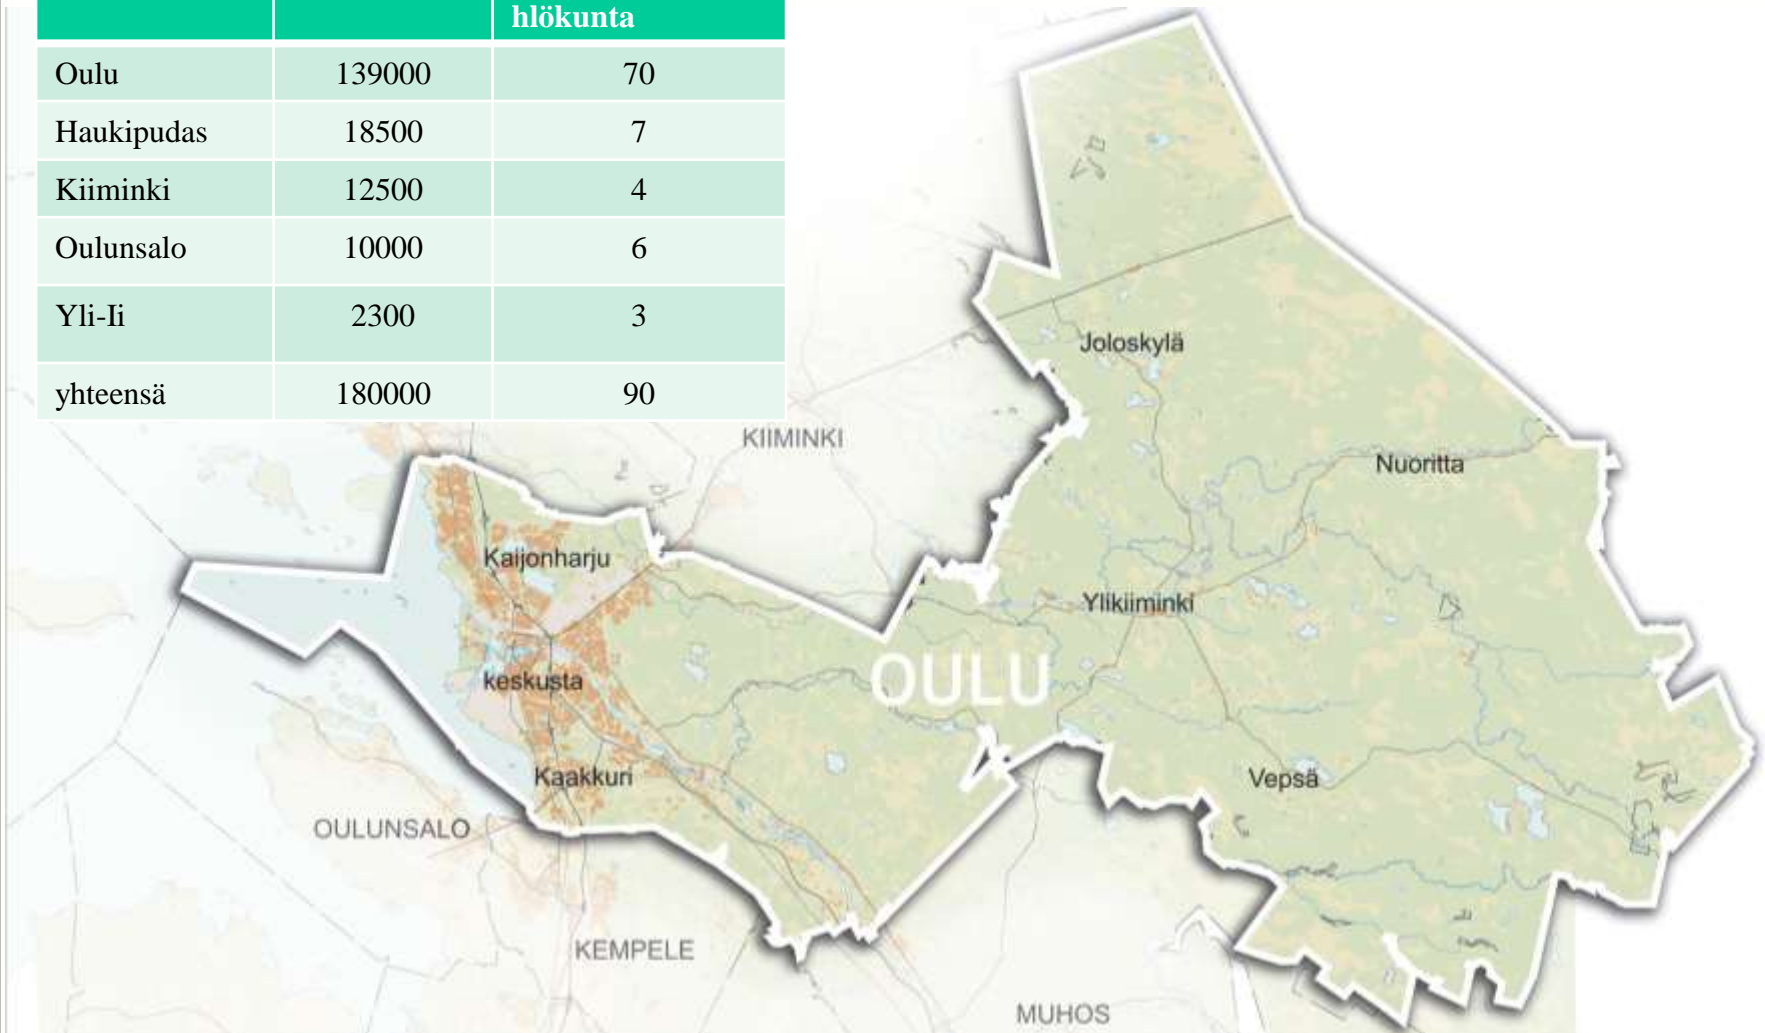 hlökunta
Oulu 139000 70
Haukipudas 18500 7
Kiiminki 12500 4
Oulunsalo 10000 6
Yli-Ii 2300 3
yhteensä 180000 90
Joloskylä
KIIMINKI
Nuoritta
Kaijonharju
Ylikiiminki
OULU
keskusta
Kaakkuri
Vepsä
OULUNSALO
KEMPELE
MUHOS